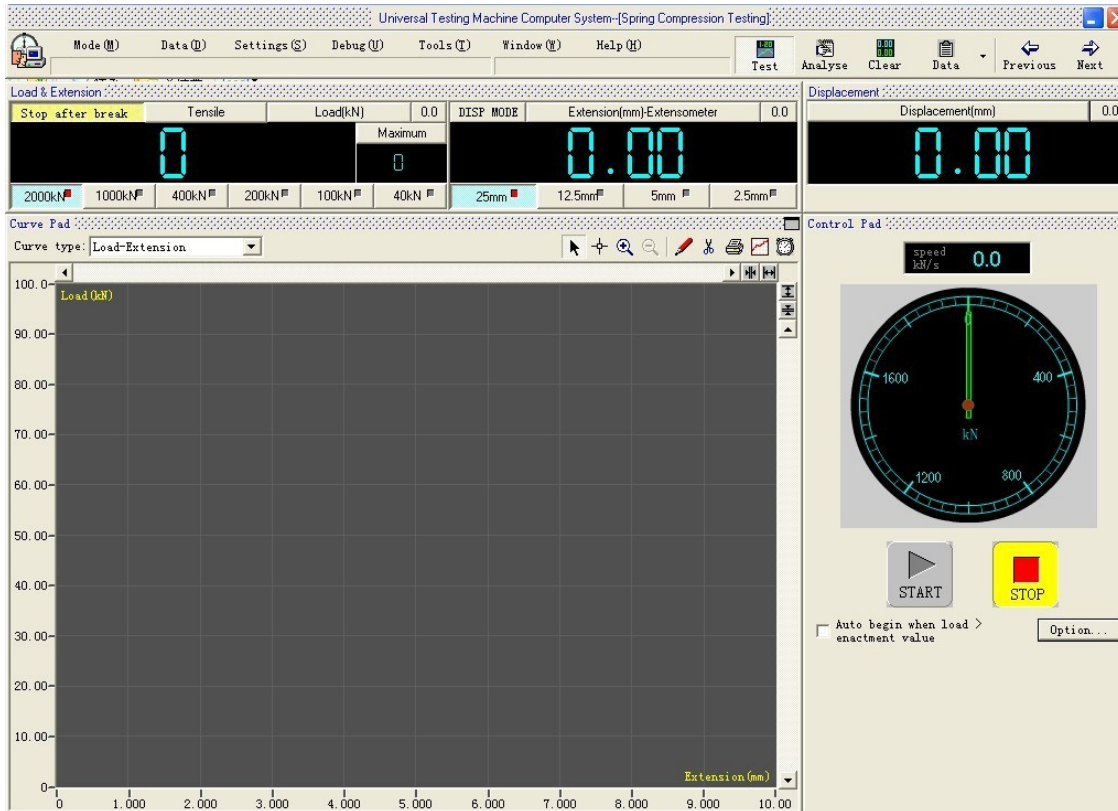 Universal Testing Machine Computer System--[Spring Compression Testing]
Mode(M) Data(D) Settings(S) Debug(U) Tools(T) Window(W) Help(H)
Test Analyse Clear Data Previous Next
Load & Extension
Displacement
Stop after break Tensile Load(kN) 0.0 DISP MODE Extension(mm)-Extensometer 0.0 Displacement(mm) 0.0
Maximum
0 0 0.00 0.00
2000kN 1000kN 400kN 200kN 100kN 40kN 25mm 12.5mm 5mm 2.5mm
Curve Pad
Control Pad
Curve type: Load-Extension
speed
kN/s
0.0
100.0
Load(kN)
90.00
80.00
70.00
60.00
50.00
40.00
30.00
20.00
10.00
0
Extension(mm)
0 1.000 2.000 3.000 4.000 5.000 6.000 7.000 8.000 9.000 10.00
0
1600 400
kN
1200 800
START STOP
Auto begin when load >
enactment value
Option...